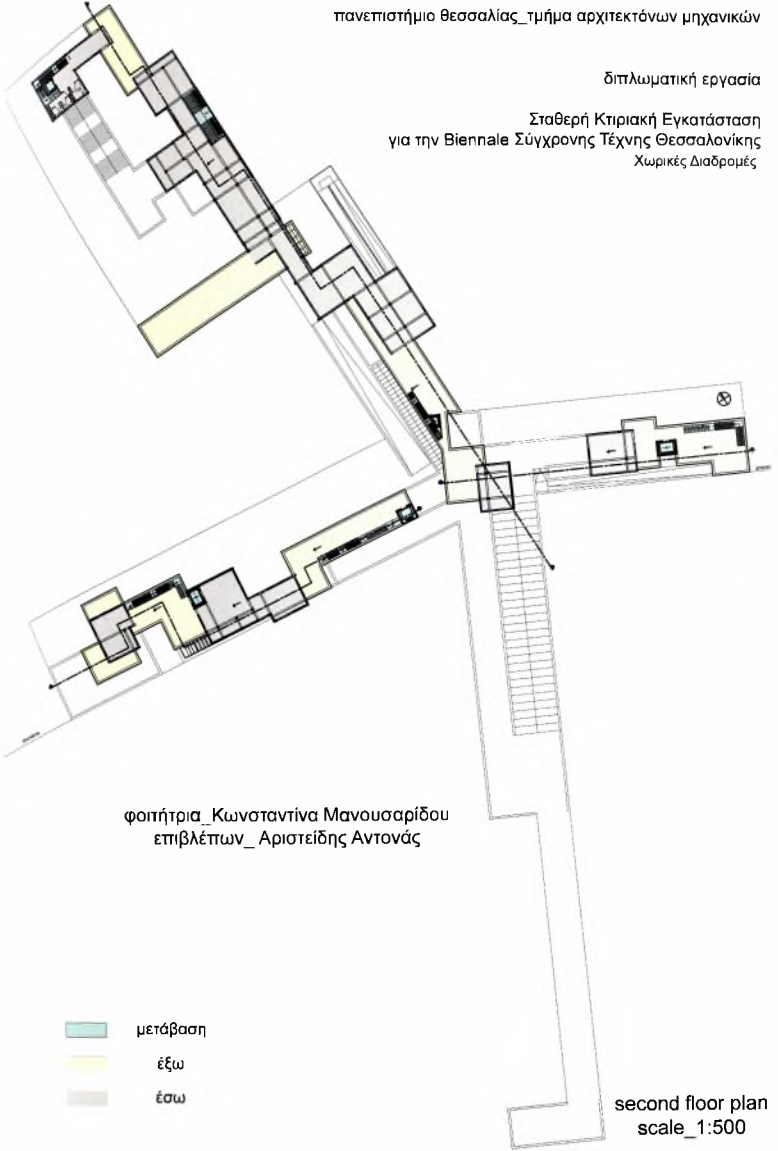 πανεπιστήμιο θεσσαλίας_τμήμα αρχιτεκτόνων μηχανικών
διπλωματική εργασία
Σταθερή Κτιριακή Εγκατάσταση
για την Biennale Σύγχρονης Τέχνης Θεσσαλονίκης
Χωρικές Διαδρομές
φοιτήτρια_Κωνσταντίνα Μανουσαρίδου
επιβλέπων_ Αριστείδης Αντονάς
μετάβαση
έξω
έσω
second floor plan
scale_1:500